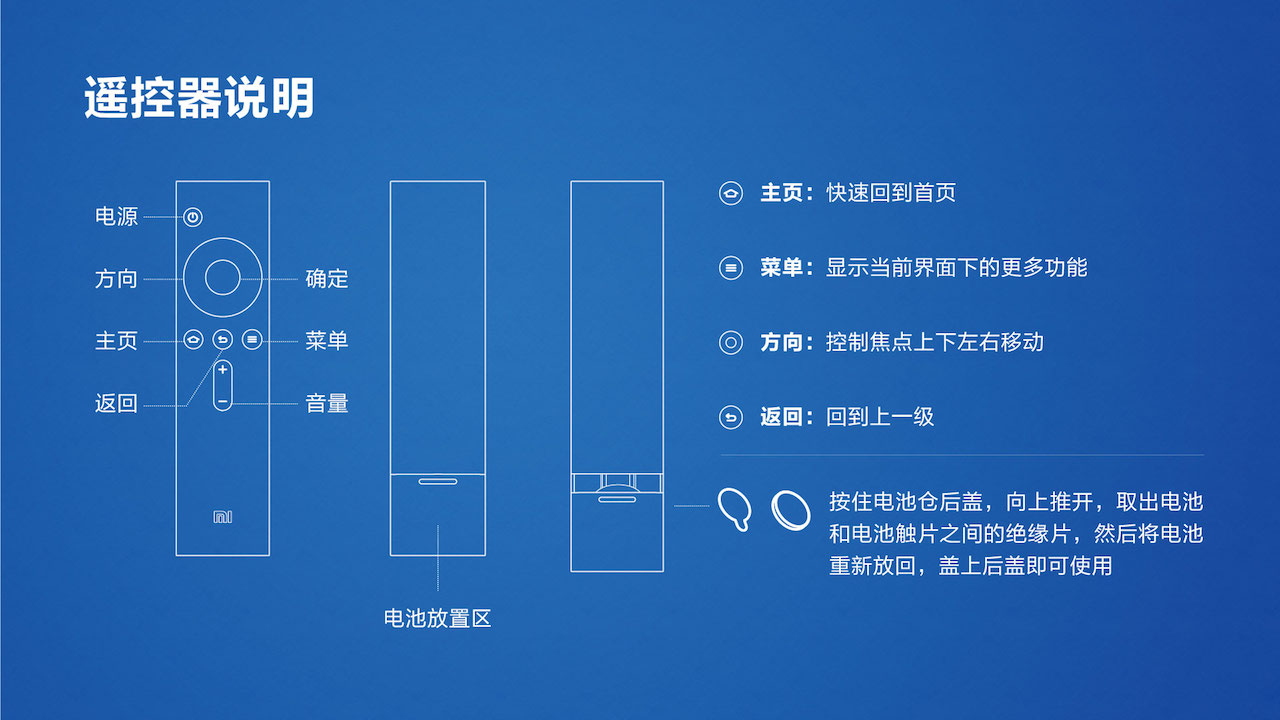 遥控器说明
电源
方向
确定
主页
菜单
返回
音量
mi
电池放置区
主页：快速回到首页
菜单：显示当前界面下的更多功能
方向：控制焦点上下左右移动
返回：回到上一级
按住电池仓后盖，向上推开，取出电池
和电池触片之间的绝缘片，然后将电池
重新放回，盖上后盖即可使用